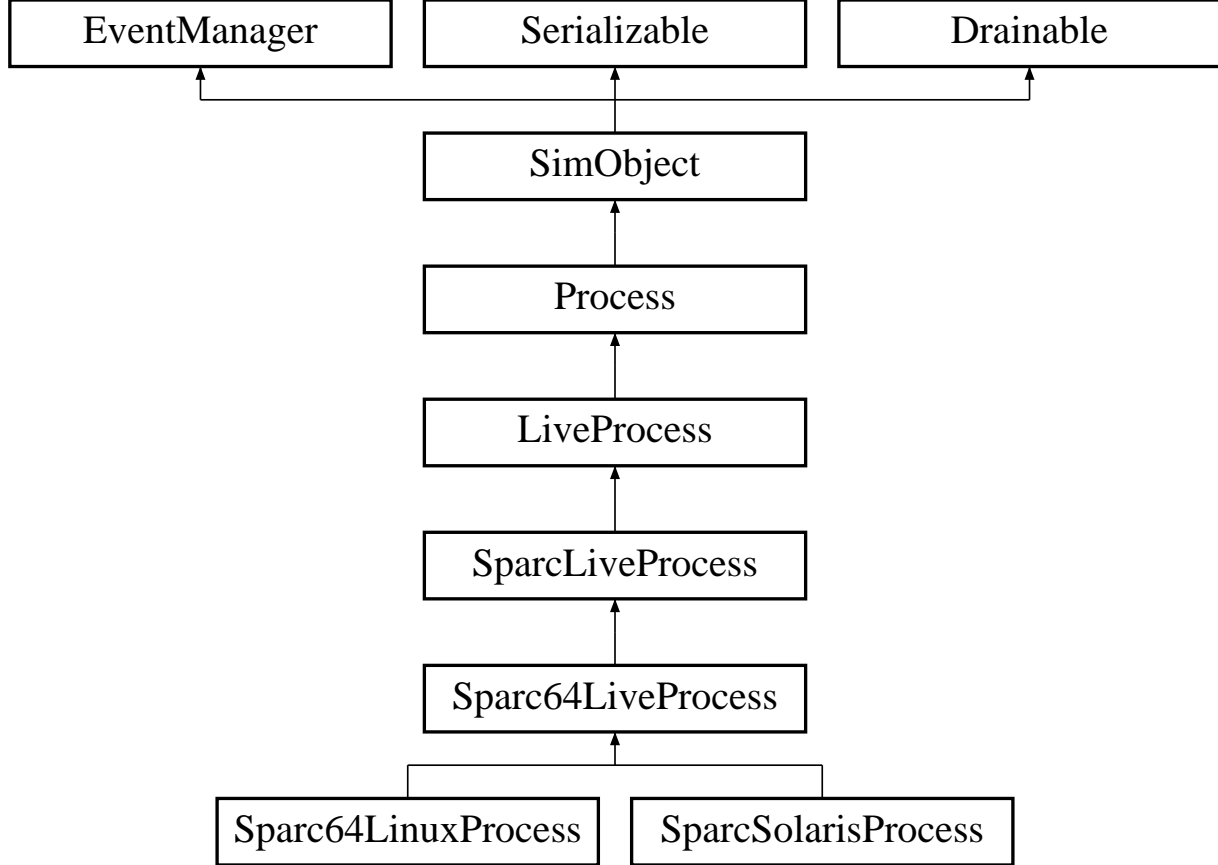 EventManager
Serializable
Drainable
SimObject
Process
LiveProcess
SparcLiveProcess
Sparc64LiveProcess
Sparc64LinuxProcess
SparcSolarisProcess